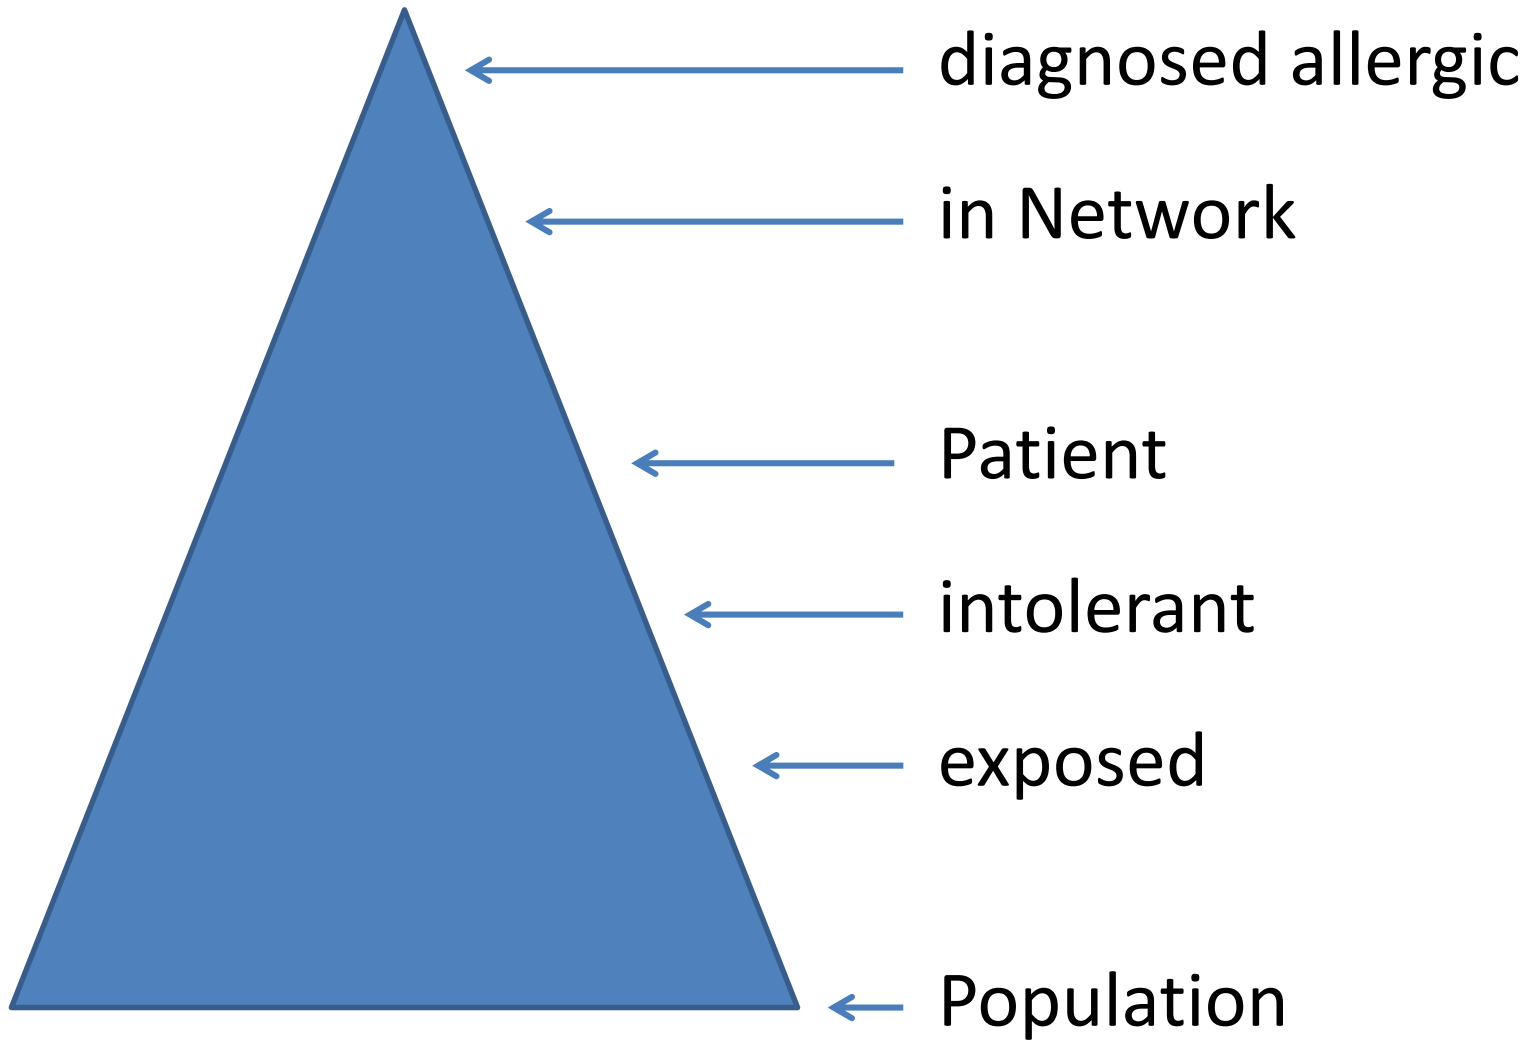 diagnosed allergic
in Network
Patient
intolerant
exposed
Population